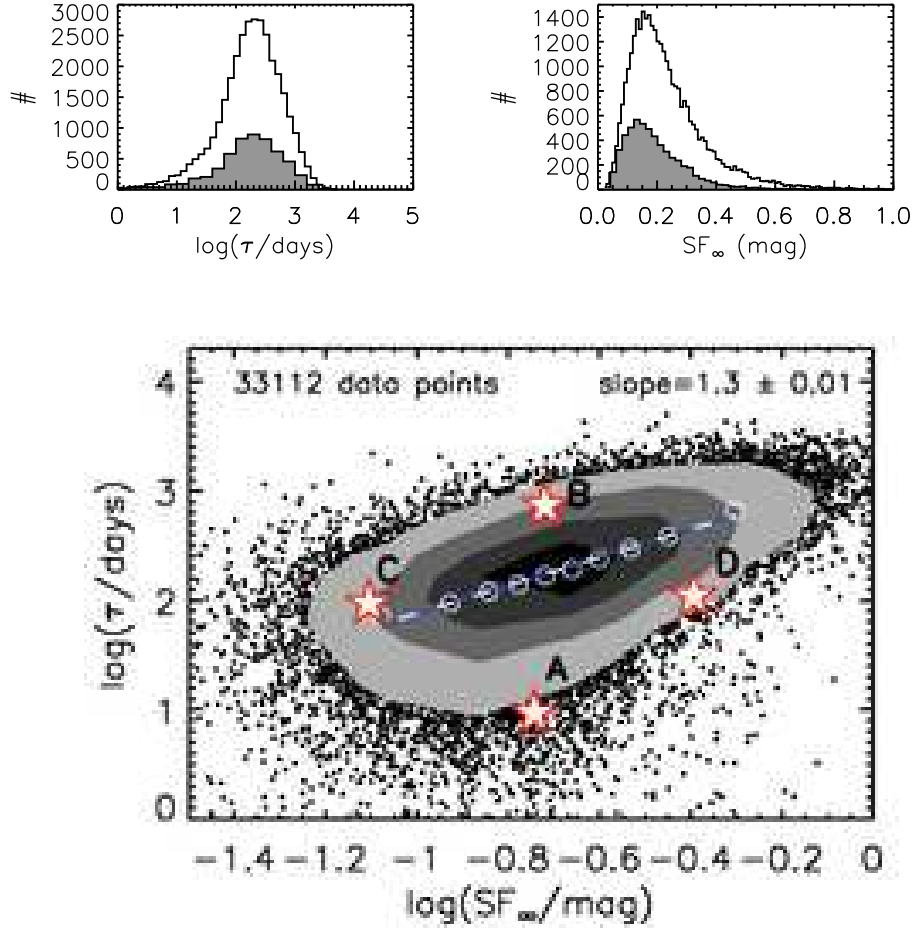 3000
2500
2000
1500
1000
500
0
#
0 1 2 3 4 5
log(τ/days)
1400
1200
1000
800
600
400
200
0
#
0.0 0.2 0.4 0.6 0.8 1.0
SF∞ (mag)
33112 data points
slope=1.3 ± 0.01
4
3
2
1
0
log(τ/days)
B
C
D
A
−1.4 −1.2 −1 −0.8 −0.6 −0.4 −0.2 0
log(SF∞/mag)